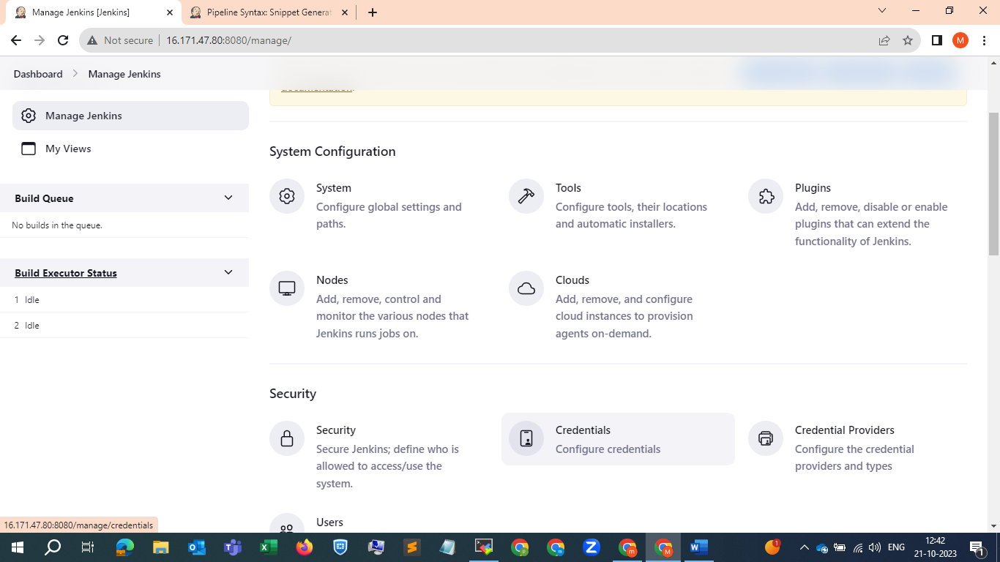 Manage Jenkins [Jenkins]
Pipeline Syntax: Snippet Generat
Not secure
16.171.47.80:8080/manage/
M
Dashboard
Manage Jenkins
documentation.
Manage Jenkins
My Views
Build Queue
No builds in the queue.
Build Executor Status
1 Idle
2 Idle
System Configuration
System
Configure global settings and
paths.
Tools
Configure tools, their locations
and automatic installers.
Plugins
Add, remove, disable or enable
plugins that can extend the
functionality of Jenkins.
Nodes
Add, remove, control and
monitor the various nodes that
Jenkins runs jobs on.
Clouds
Add, remove, and configure
cloud instances to provision
agents on-demand.
Security
Security
Secure Jenkins; define who is
allowed to access/use the
system.
Credentials
Configure credentials
Credential Providers
Configure the credential
providers and types
Users
16.171.47.80:8080/manage/credentials
ENG
12:42
21-10-2023
1